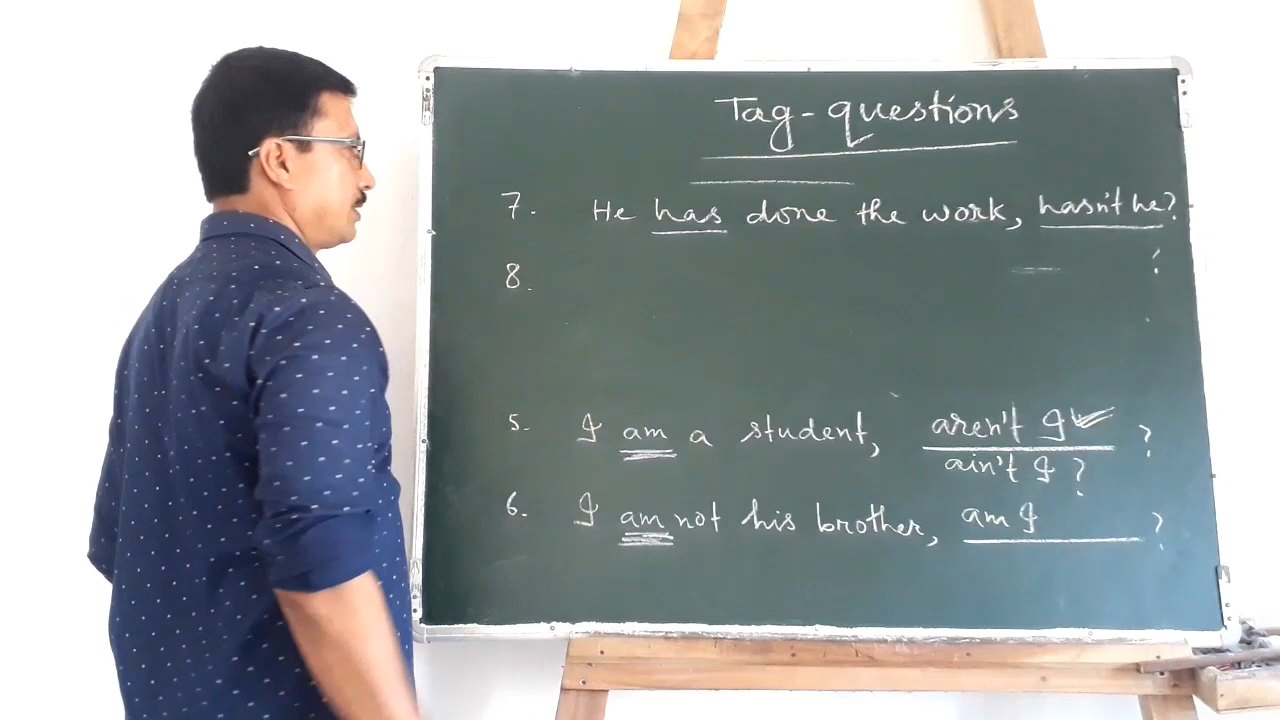 Tag-questions
7. He has done the work, hasn't he?
8. ?
5. I am a student, aren't I ✓ ?
ain't I ?
6. I am not his brother, am I ?